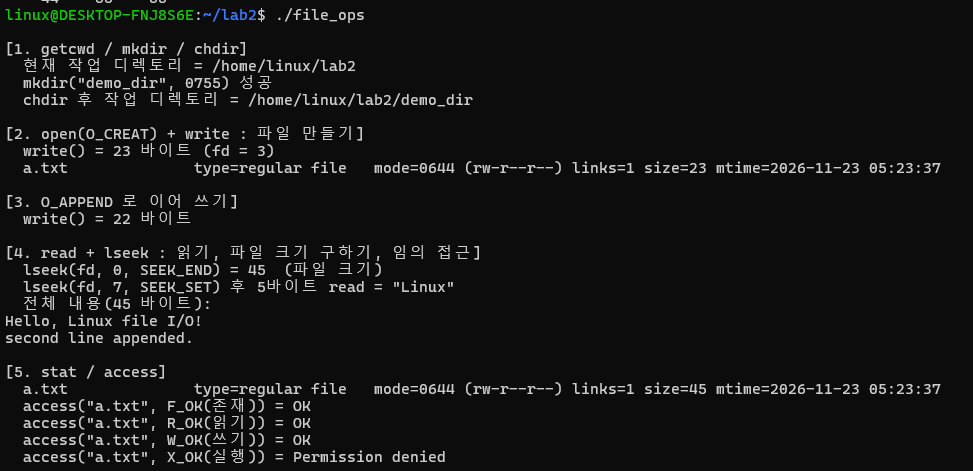 linux@DESKTOP-FNJ8S6E:~/lab2$ ./file_ops
[1. getcwd / mkdir / chdir]
현재 작업 디렉토리 = /home/linux/lab2
mkdir("demo_dir", 0755) 성공
chdir 후 작업 디렉토리 = /home/linux/lab2/demo_dir
[2. open(O_CREAT) + write : 파일 만들기]
write() = 23 바이트 (fd = 3)
a.txt type=regular file mode=0644 (rw-r--r--) links=1 size=23 mtime=2026-11-23 05:23:37
[3. O_APPEND 로 이어 쓰기]
write() = 22 바이트
[4. read + lseek : 읽기, 파일 크기 구하기, 임의 접근]
lseek(fd, 0, SEEK_END) = 45 (파일 크기)
lseek(fd, 7, SEEK_SET) 후 5바이트 read = "Linux"
전체 내용(45 바이트):
Hello, Linux file I/O!
second line appended.
[5. stat / access]
a.txt type=regular file mode=0644 (rw-r--r--) links=1 size=45 mtime=2026-11-23 05:23:37
access("a.txt", F_OK(존재)) = OK
access("a.txt", R_OK(읽기)) = OK
access("a.txt", W_OK(쓰기)) = OK
access("a.txt", X_OK(실행)) = Permission denied